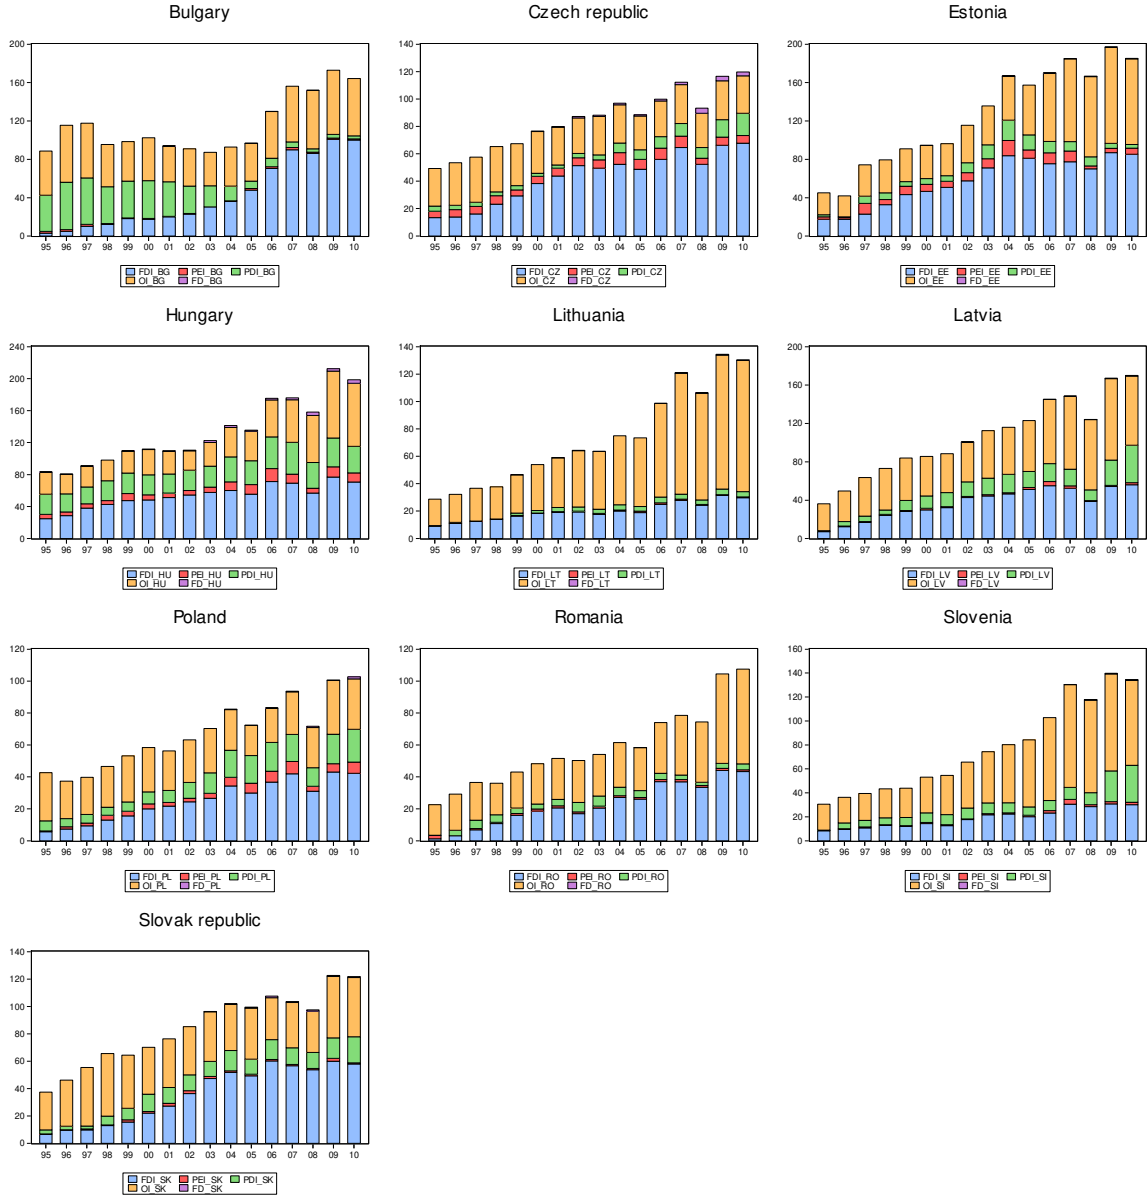 Bulgary
200
160
120
80
40
0
95 96 97 98 99 00 01 02 03 04 05 06 07 08 09 10
FDI_BG PEI_BG PDI_BG
OI_BG FD_BG
Czech republic
140
120
100
80
60
40
20
0
95 96 97 98 99 00 01 02 03 04 05 06 07 08 09 10
FDI_CZ PEI_CZ PDI_CZ
OI_CZ FD_CZ
Estonia
200
160
120
80
40
0
95 96 97 98 99 00 01 02 03 04 05 06 07 08 09 10
FDI_EE PEI_EE PDI_EE
OI_EE FD_EE
Hungary
240
200
160
120
80
40
0
95 96 97 98 99 00 01 02 03 04 05 06 07 08 09 10
FDI_HU PEI_HU PDI_HU
OI_HU FD_HU
Lithuania
140
120
100
80
60
40
20
0
95 96 97 98 99 00 01 02 03 04 05 06 07 08 09 10
FDI_LT PEI_LT PDI_LT
OI_LT FD_LT
Latvia
200
160
120
80
40
0
95 96 97 98 99 00 01 02 03 04 05 06 07 08 09 10
FDI_LV PEI_LV PDI_LV
OI_LV FD_LV
Poland
120
100
80
60
40
20
0
95 96 97 98 99 00 01 02 03 04 05 06 07 08 09 10
FDI_PL PEI_PL PDI_PL
OI_PL FD_PL
Romania
120
100
80
60
40
20
0
95 96 97 98 99 00 01 02 03 04 05 06 07 08 09 10
FDI_RO PEI_RO PDI_RO
OI_RO FD_RO
Slovenia
160
140
120
100
80
60
40
20
0
95 96 97 98 99 00 01 02 03 04 05 06 07 08 09 10
FDI_SI PEI_SI PDI_SI
OI_SI FD_SI
Slovak republic
140
120
100
80
60
40
20
0
95 96 97 98 99 00 01 02 03 04 05 06 07 08 09 10
FDI_SK PEI_SK PDI_SK
OI_SK FD_SK